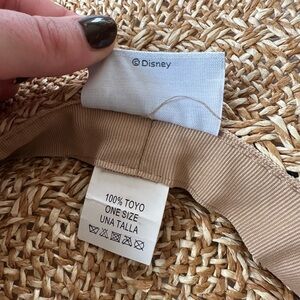 © Disney
100% TOYO
ONE SIZE
UNA TALLA